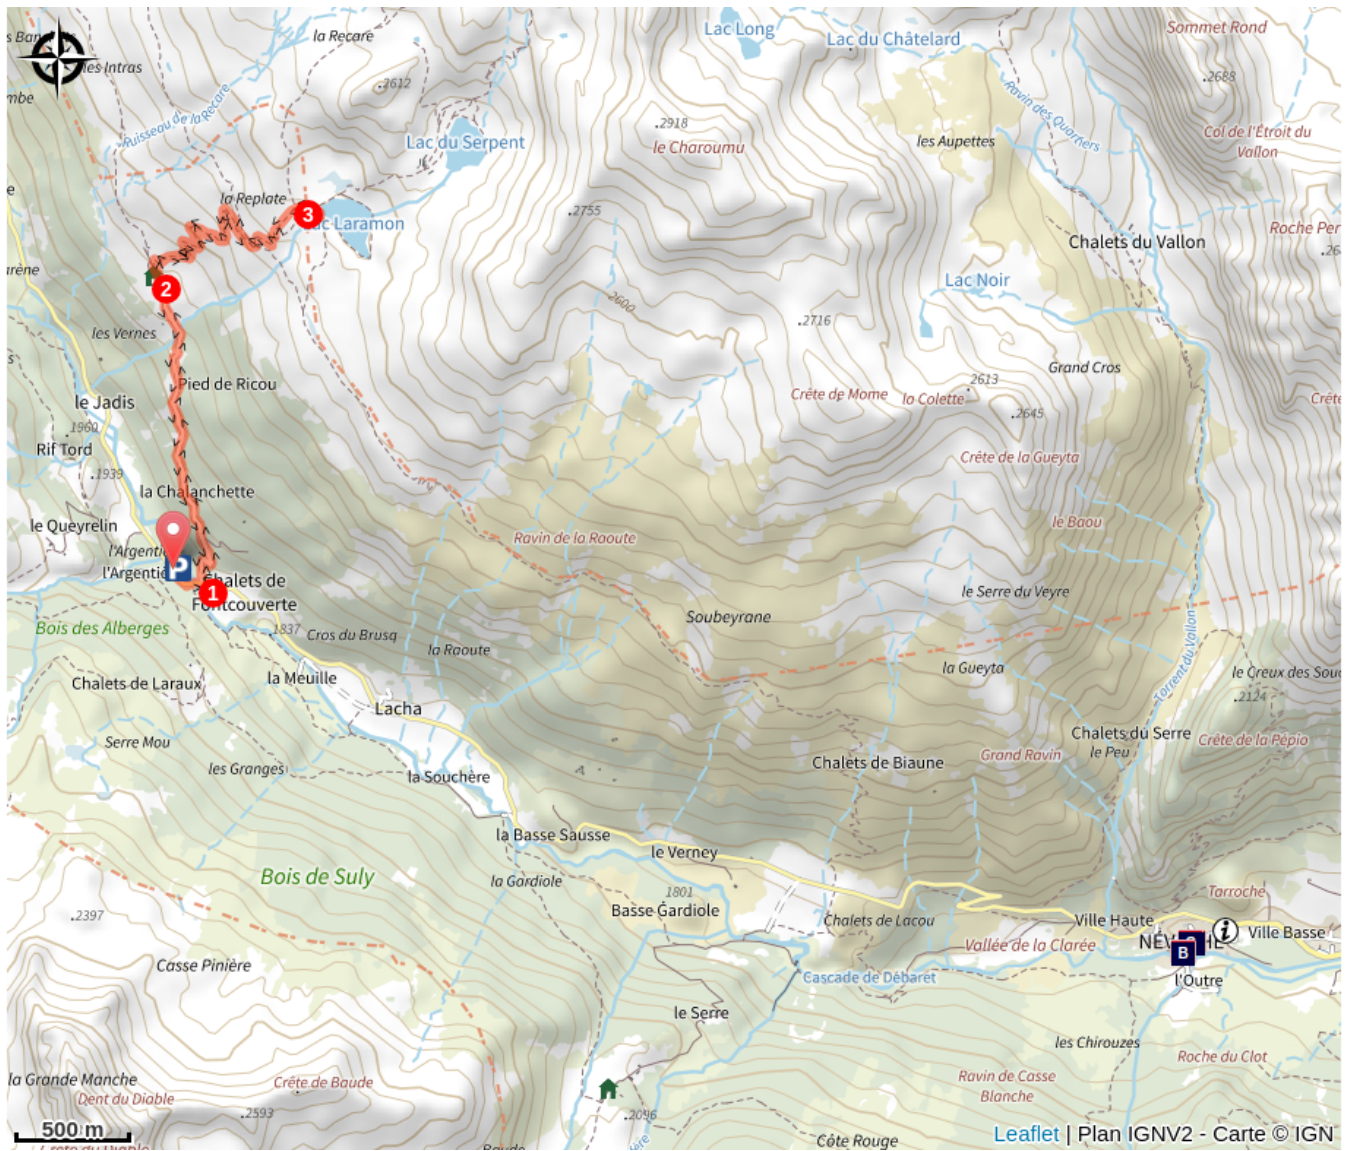 la Recare
Lac Long
Lac du Châtelard
Sommet Rond
les Intras
.2612
.2688
Ravin des Quartiers
Ruisseau de la Recare
.2918
le Charoumu
Lac du Serpent
les Aupettes
Col de l'Étroit du
Vallon
la Replate
3
Lac Laramon
.2755
Roche Per
Chalets du Vallon
2
Lac Noir
2600
.2716
les Vernes
Grand Cros
Pied de Ricou
2613
Crête de Mome
la Colette
le Jadis
.2645
.1960
Rif Tord
Crête de la Gueyta
.1939
la Chalanchette
le Queyrelin
le Baou
Ravin de la Raoute
l'Argenti
l'Argentiè
P
Chalets de
Fontcouverte
1
le Serre du Veyre
Soubeyrane
Bois des Alberges
1837
Cros du Brusq
la Raoute
la Gueyta
Torrent du Vallon
le Creux des Souc
la Meuille
Chalets de Laraux
.2124
Lacha
Serre Mou
Chalets du Serre
le Peu
Crête de la Pépio
Grand Ravin
les Granges
la Souchère
Chalets de Biaune
la Basse Sausse
le Verney
Bois de Suly
la Gardiole
1801
Tarroche
.2397
Basse Gardiole
Chalets de Lacou
Ville Haute
i
Ville Basse
Vallée de la Clarée
B
Casse Pinière
Cascade de Débaret
l'Outre
le Serre
les Chirouzes
Roche du Clot
la Grande Manche
Crête de Baude
Ravin de Casse
Blanche
Dent du Diable
.2593
.2096
500 m
Côte Rouge
Leaflet | Plan IGNV2 - Carte © IGN